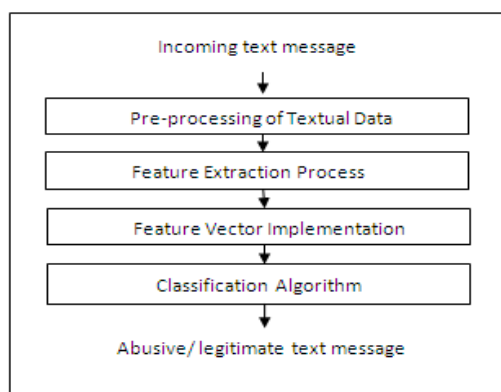 Incoming text message
Pre-processing of Textual Data
Feature Extraction Process
Feature Vector Implementation
Classification Algorithm
Abusive/ legitimate text message